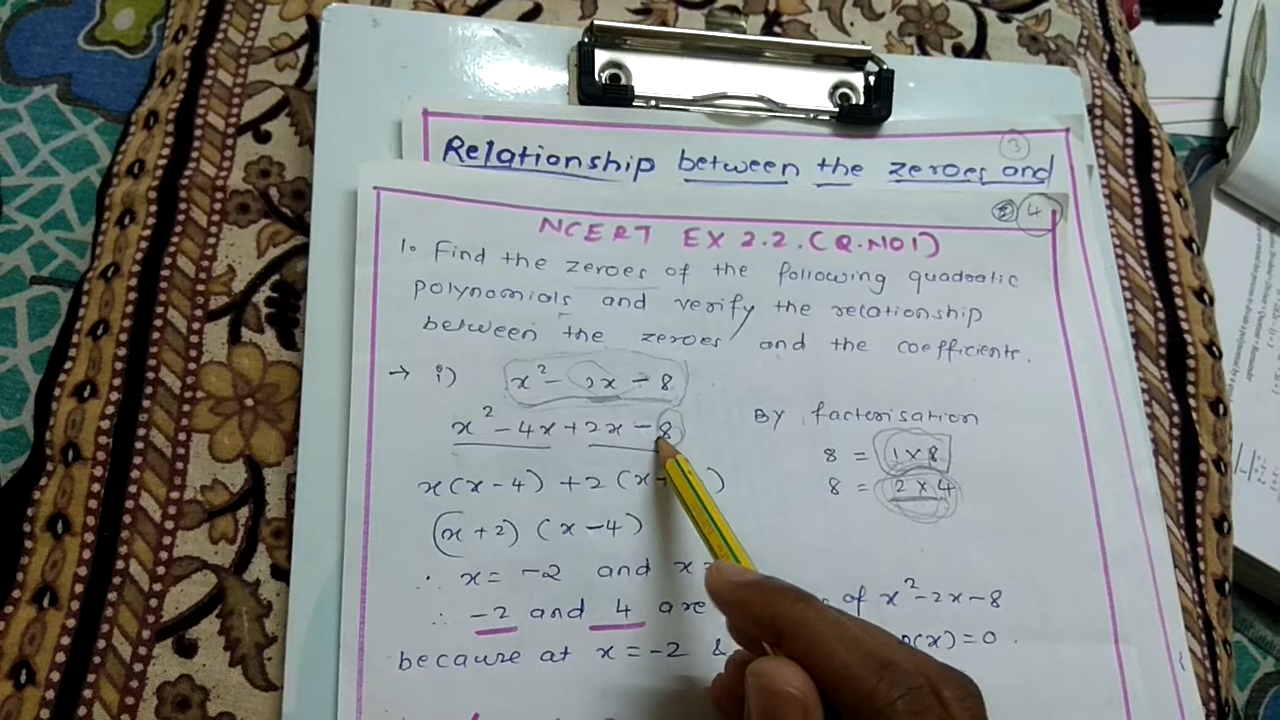 3
Relationship between the zeroes and
4
NCERT EX 2.2. (Q.NO1)
1. Find the zeroes of the following quadratic
polynomials and verify the relationship
between the zeroes and the coefficients.
→ i) x² - 2x - 8
x² - 4x + 2x - 8
By factorisation
8 = 1 x 8
x(x-4) +2 (x- )
8 = 2 x 4
(x+2) (x-4)
∴ x = -2 and x=
∴ -2 and 4 are of x²-2x-8
because at x = -2 & p(x) = 0.